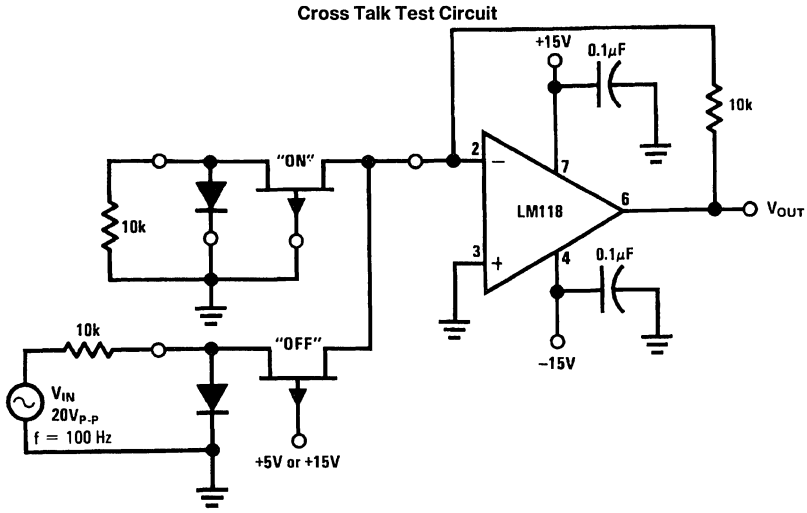 Cross Talk Test Circuit
+15V
0.1µF
10k
"ON"
2
−
7
10k
LM118
6
VOUT
3
+
4
0.1µF
−15V
10k
"OFF"
VIN
20VP-P
f = 100 Hz
+5V or +15V